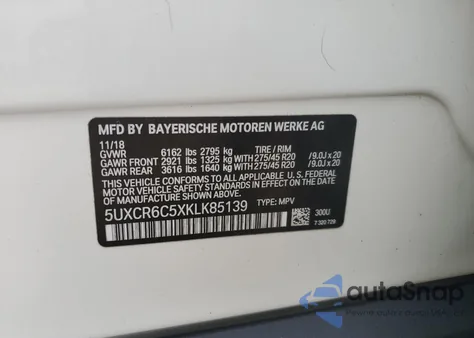 MFD BY BAYERISCHE MOTOREN WERKE AG
11/18
GVWR 6162 lbs 2795 kg TIRE / RIM
GAWR FRONT 2921 lbs 1325 kg WITH 275/45 R20 /9.0J x 20
GAWR REAR 3616 lbs 1640 kg WITH 275/45 R20 /9.0J x 20
THIS VEHICLE CONFORMS TO ALL APPLICABLE U.S. FEDERAL
MOTOR VEHICLE SAFETY STANDARDS IN EFFECT ON THE DATE OF
MANUFACTURE SHOWN ABOVE.
5UXCR6C5XKLK85139 TYPE: MPV
300U
7 320 729
autoSnap